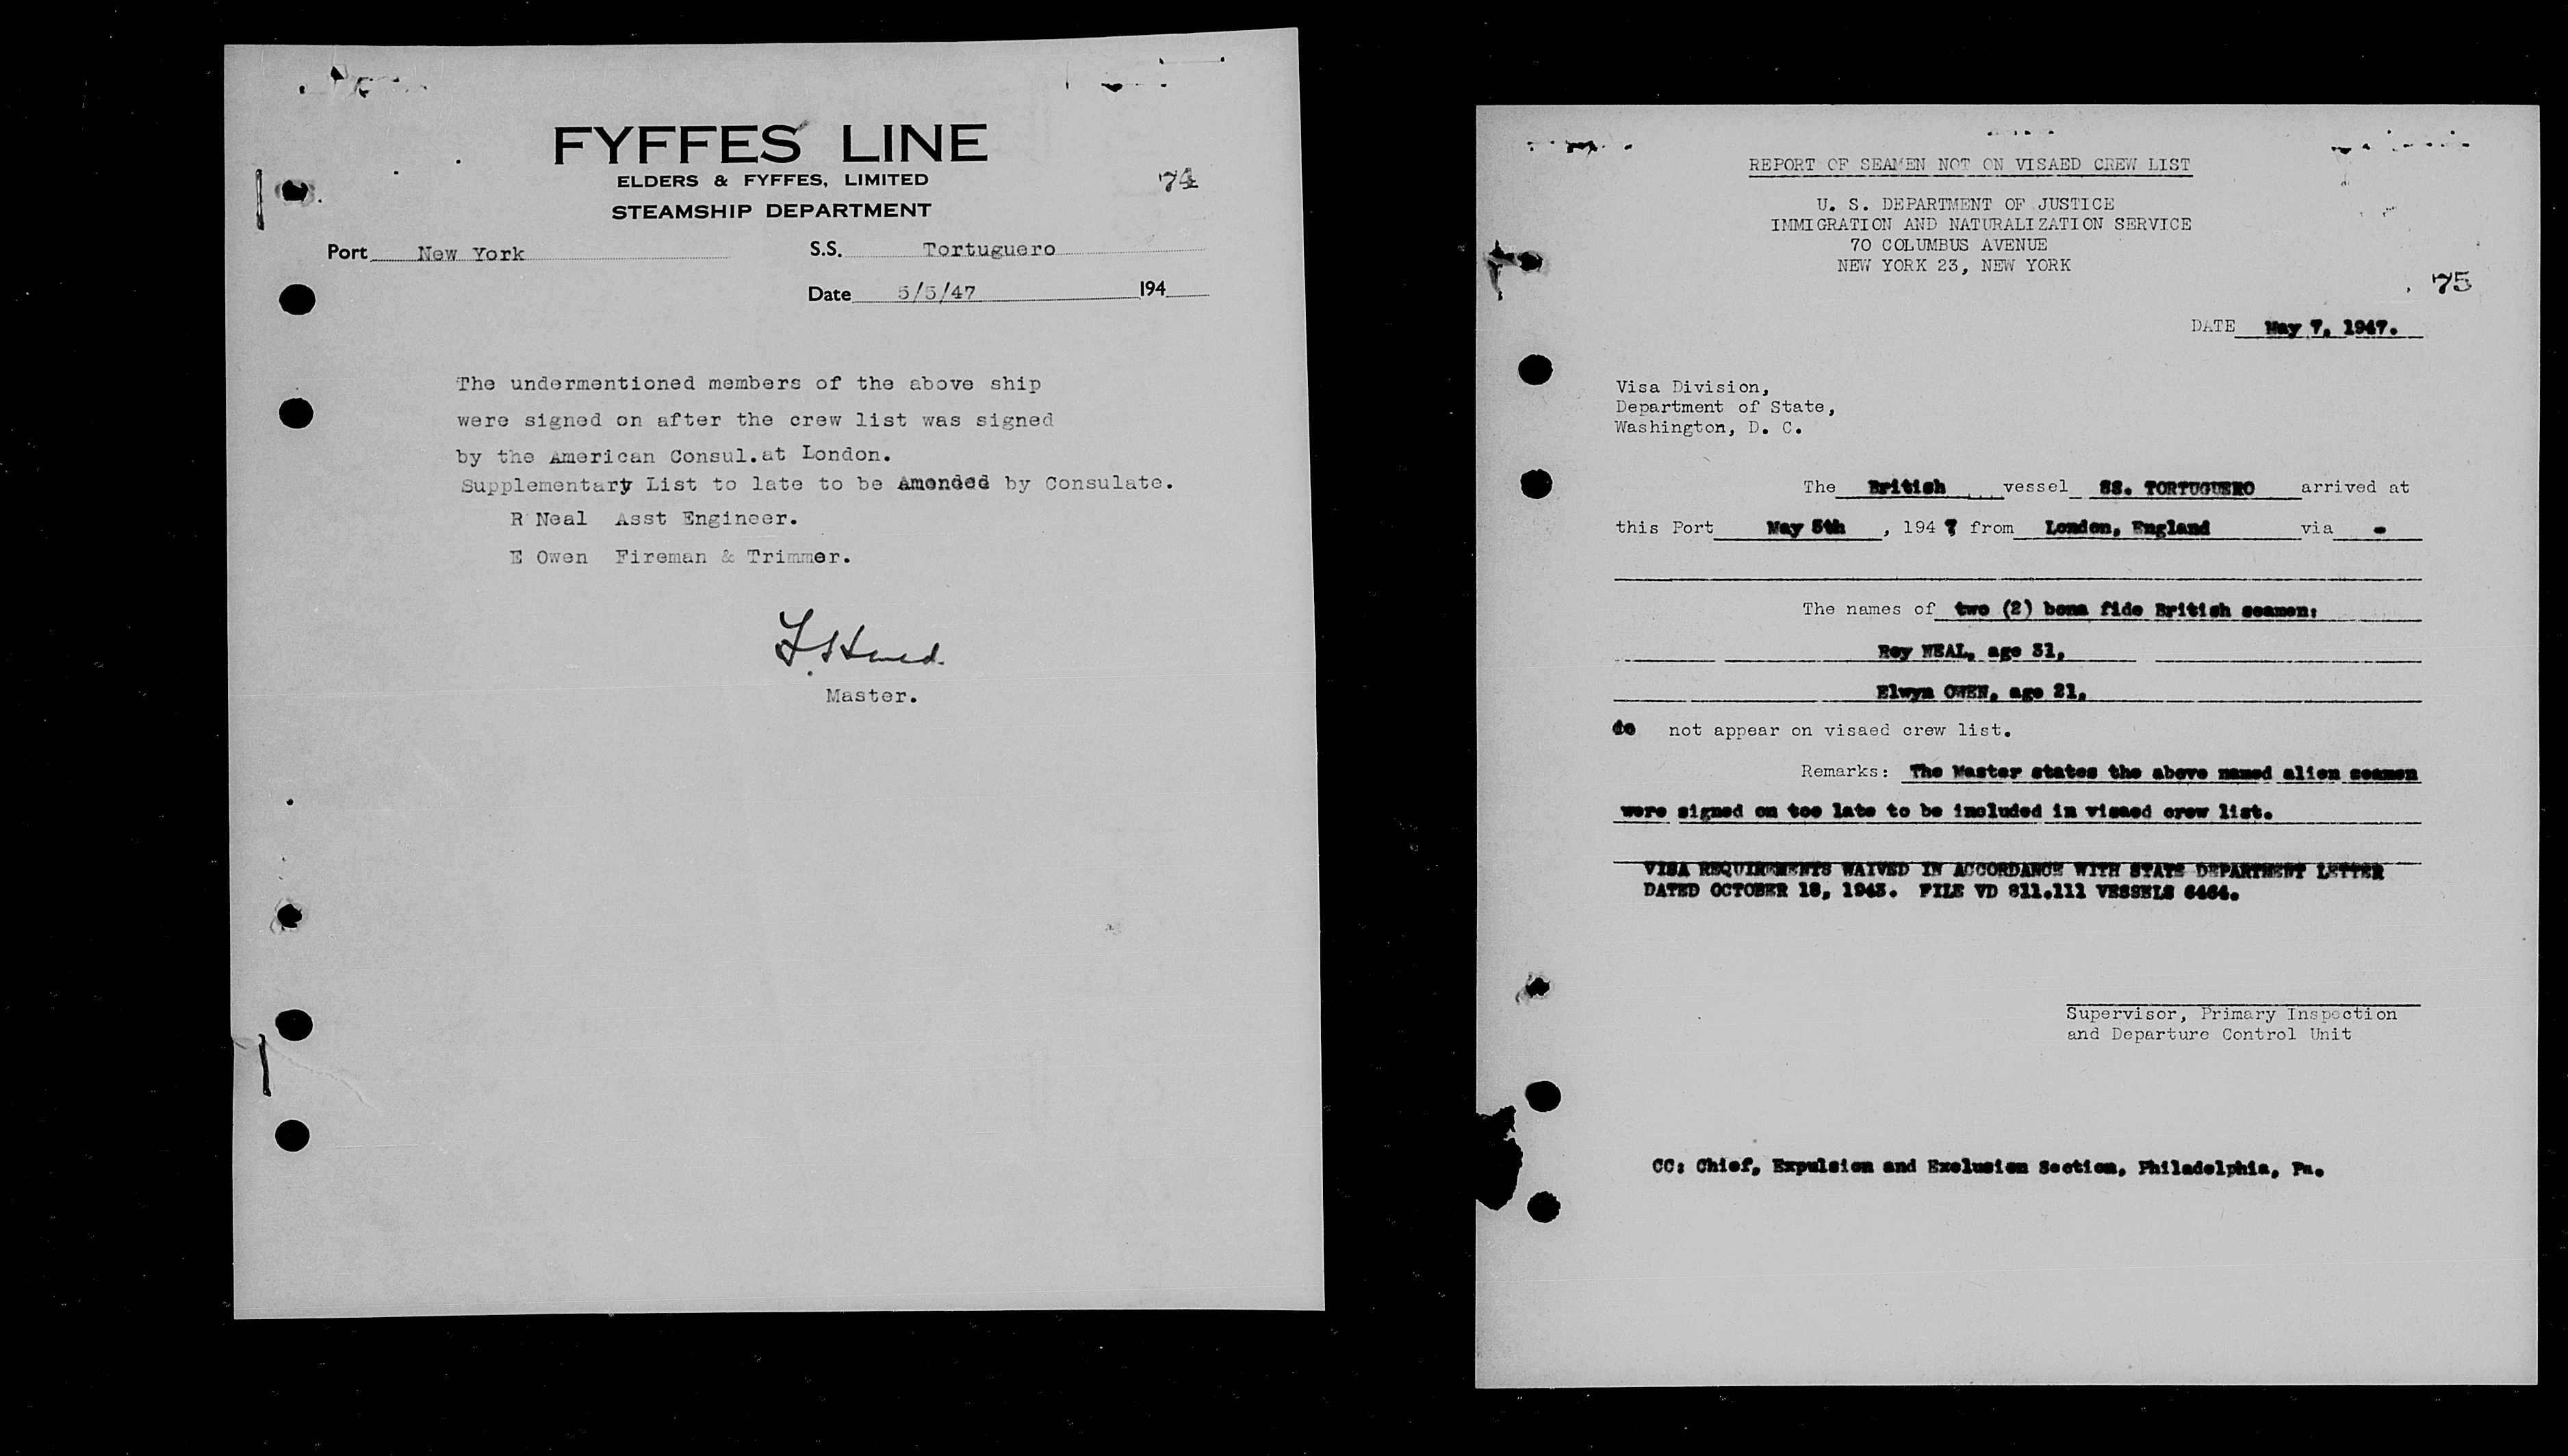 FYFFES LINE
ELDERS & FYFFES, LIMITED
74
STEAMSHIP DEPARTMENT
Port New York S.S. Tortuguero
Date 5/5/47 194
The undermentioned members of the above ship
were signed on after the crew list was signed
by the American Consul.at London.
Supplementary List to late to be Amended by Consulate.
R Neal Asst Engineer.
E Owen Fireman & Trimmer.
Master.
REPORT OF SEAMEN NOT ON VISAED CREW LIST
U. S. DEPARTMENT OF JUSTICE
IMMIGRATION AND NATURALIZATION SERVICE
70 COLUMBUS AVENUE
NEW YORK 23, NEW YORK
75
DATE May 7, 1947.
Visa Division,
Department of State,
Washington, D. C.
The British vessel SS. TORTUGUERO arrived at
this Port May 5th , 194 7 from London, England via -
The names of two (2) bona fide British seamen:
Roy NEAL, age 31,
Elwyn OWEN, age 21,
do not appear on visaed crew list.
Remarks: The Master states the above named alien seamen
were signed on too late to be included in visaed crew list.
VISA REQUIREMENTS WAIVED IN ACCORDANCE WITH STATE DEPARTMENT LETTER
DATED OCTOBER 18, 1945. FILE VD 811.111 VESSELS 6464.
Supervisor, Primary Inspection
and Departure Control Unit
CC: Chief, Expulsion and Exclusion Section, Philadelphia, Pa.